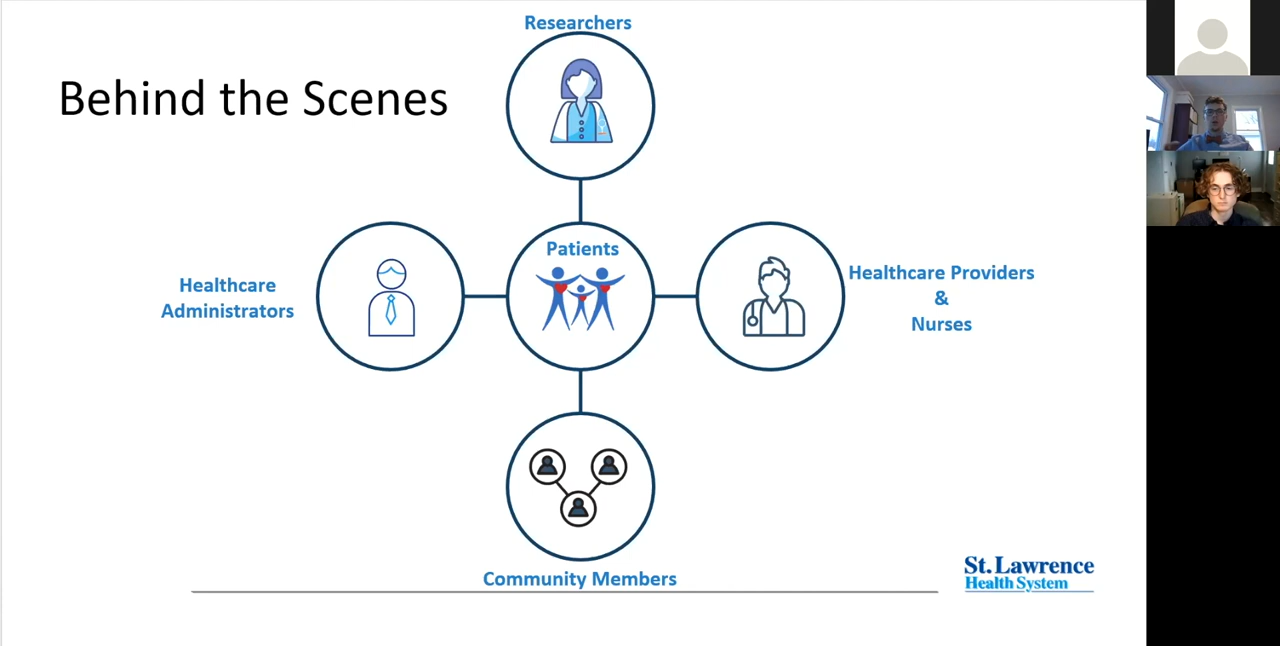 Researchers
Behind the Scenes
Patients
Healthcare
Administrators
Healthcare Providers
&
Nurses
Community Members
St. Lawrence
Health System